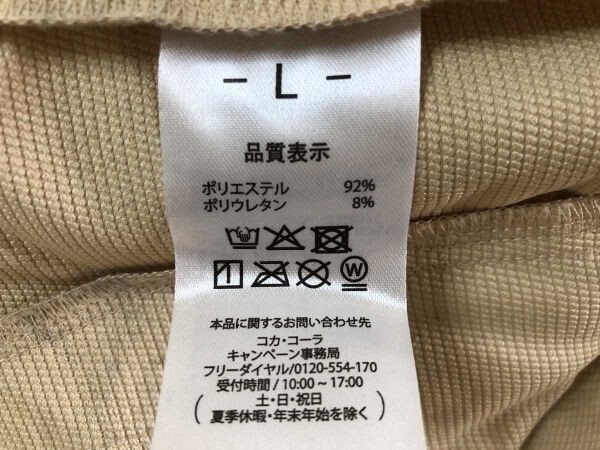 - L -
品質表示
ポリエステル 92%
ポリウレタン 8%
W
本品に関するお問い合わせ先
コカ・コーラ
キャンペーン事務局
フリーダイヤル/0120-554-170
受付時間/10:00～17:00
(土・日・祝日
夏季休暇・年末年始を除く)